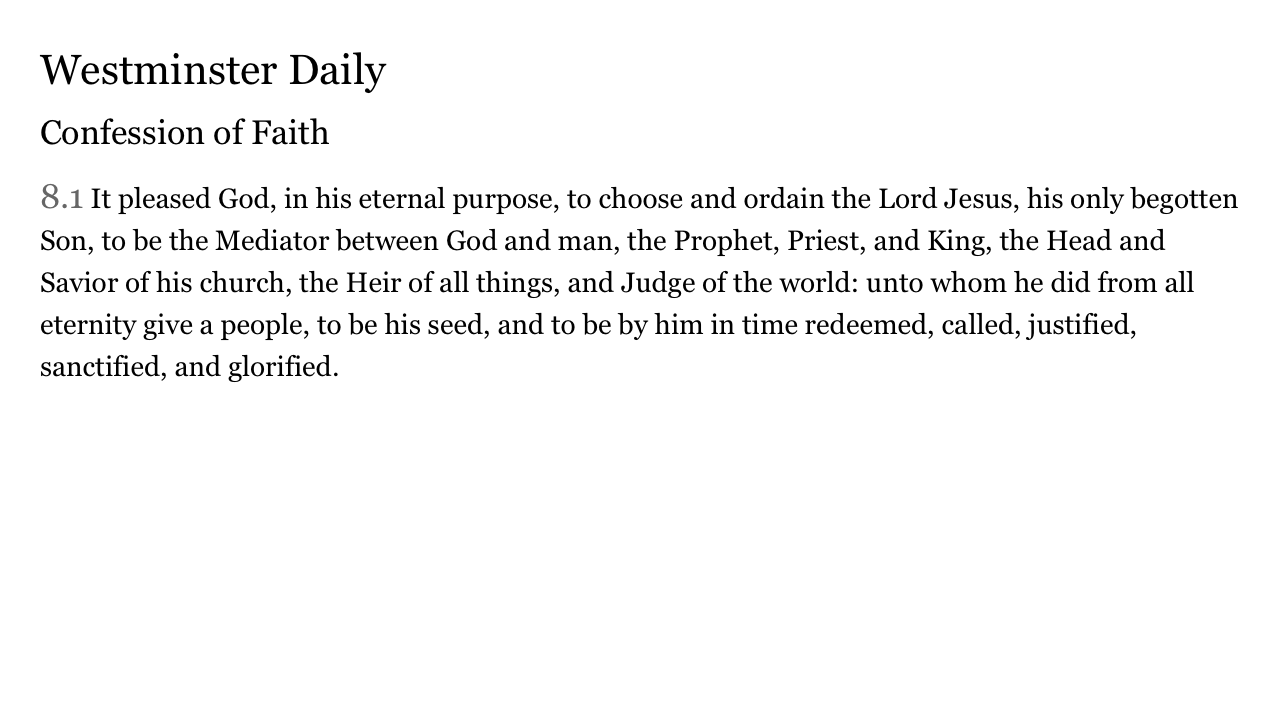 Westminster Daily
Confession of Faith
8.1 It pleased God, in his eternal purpose, to choose and ordain the Lord Jesus, his only begotten
Son, to be the Mediator between God and man, the Prophet, Priest, and King, the Head and
Savior of his church, the Heir of all things, and Judge of the world: unto whom he did from all
eternity give a people, to be his seed, and to be by him in time redeemed, called, justified,
sanctified, and glorified.